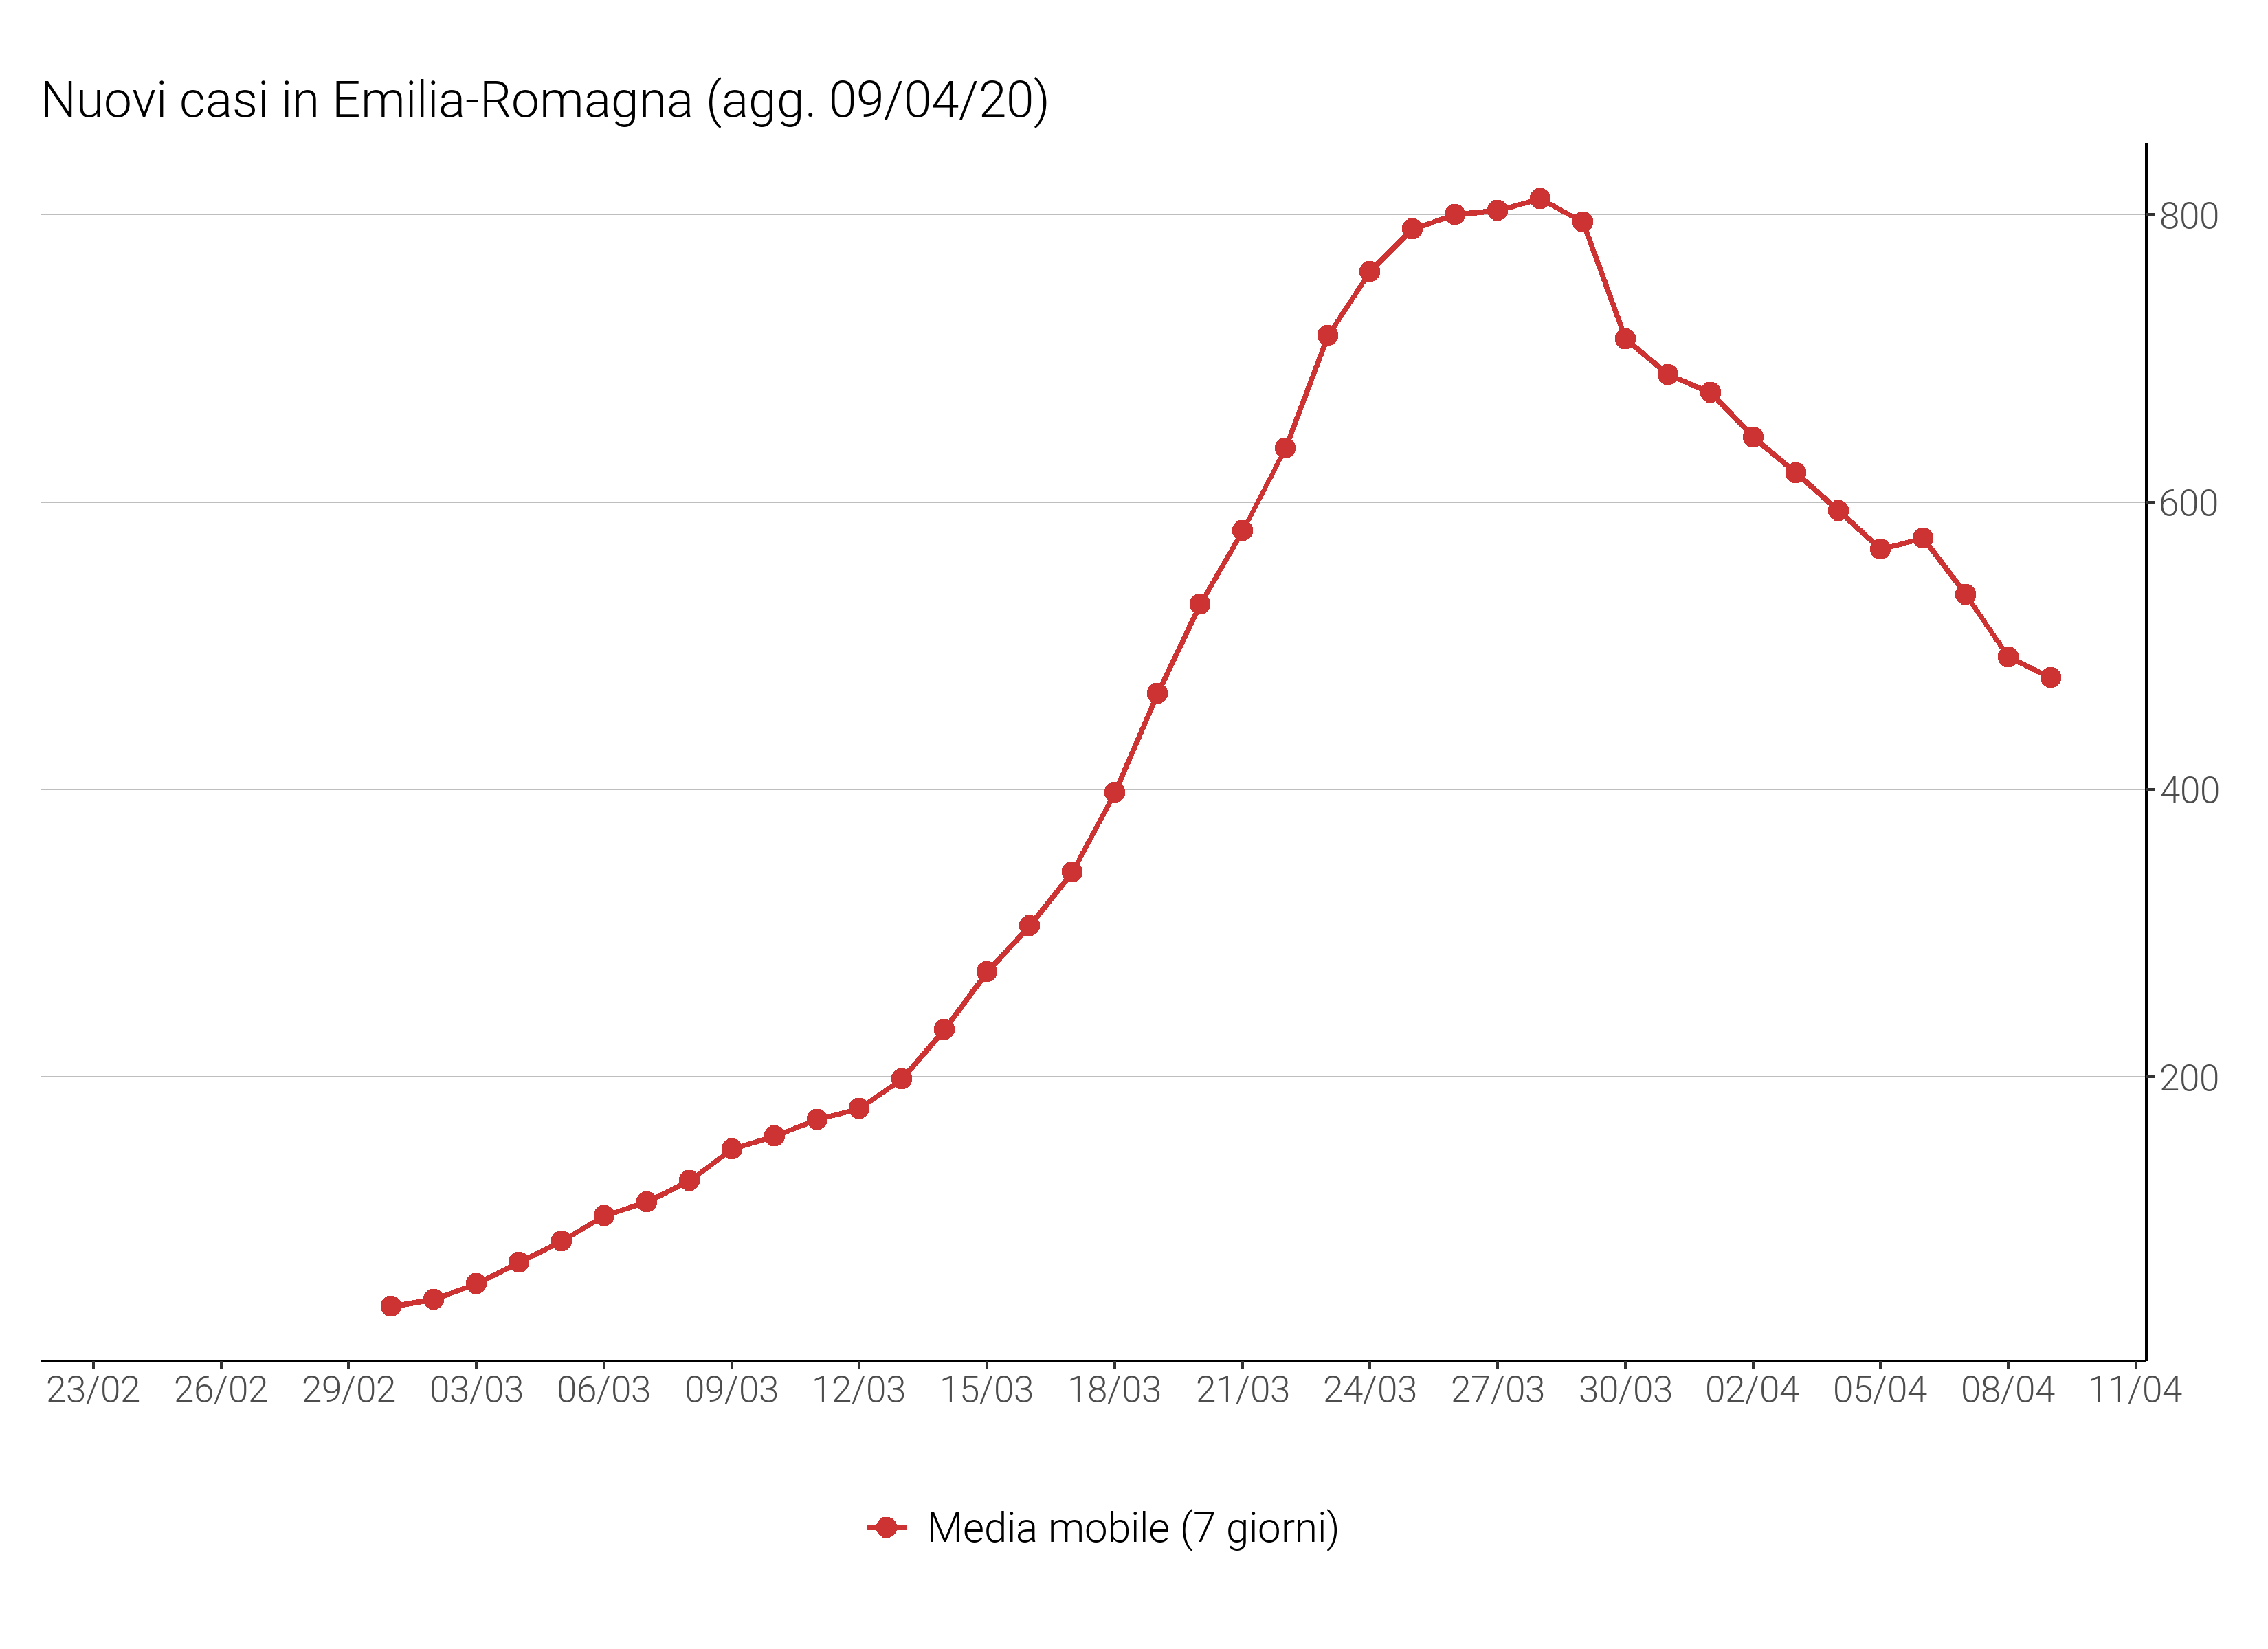 Nuovi casi in Emilia-Romagna (agg. 09/04/20)
800
600
400
200
23/02 26/02 29/02 03/03 06/03 09/03 12/03 15/03 18/03 21/03 24/03 27/03 30/03 02/04 05/04 08/04 11/04
Media mobile (7 giorni)